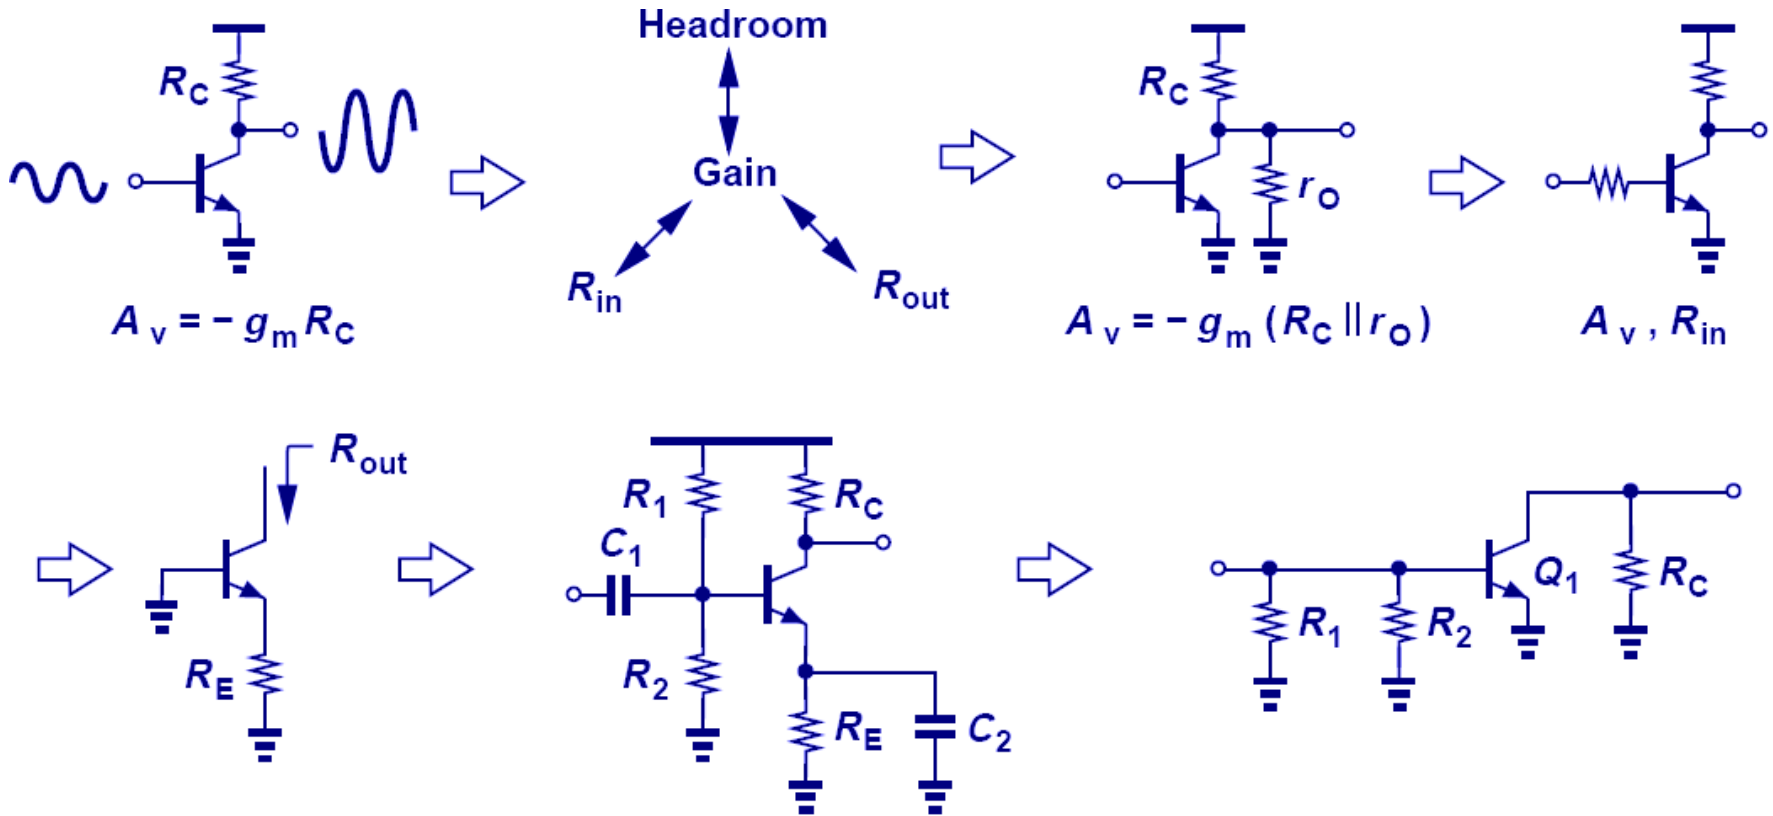 Headroom
R_C
R_C
Gain
r_O
R_in
R_out
A_v = – g_m R_C
A_v = – g_m ( R_C || r_O )
A_v , R_in
R_out
R_1
R_C
C_1
Q_1
R_C
R_1
R_2
R_E
R_2
R_E
C_2